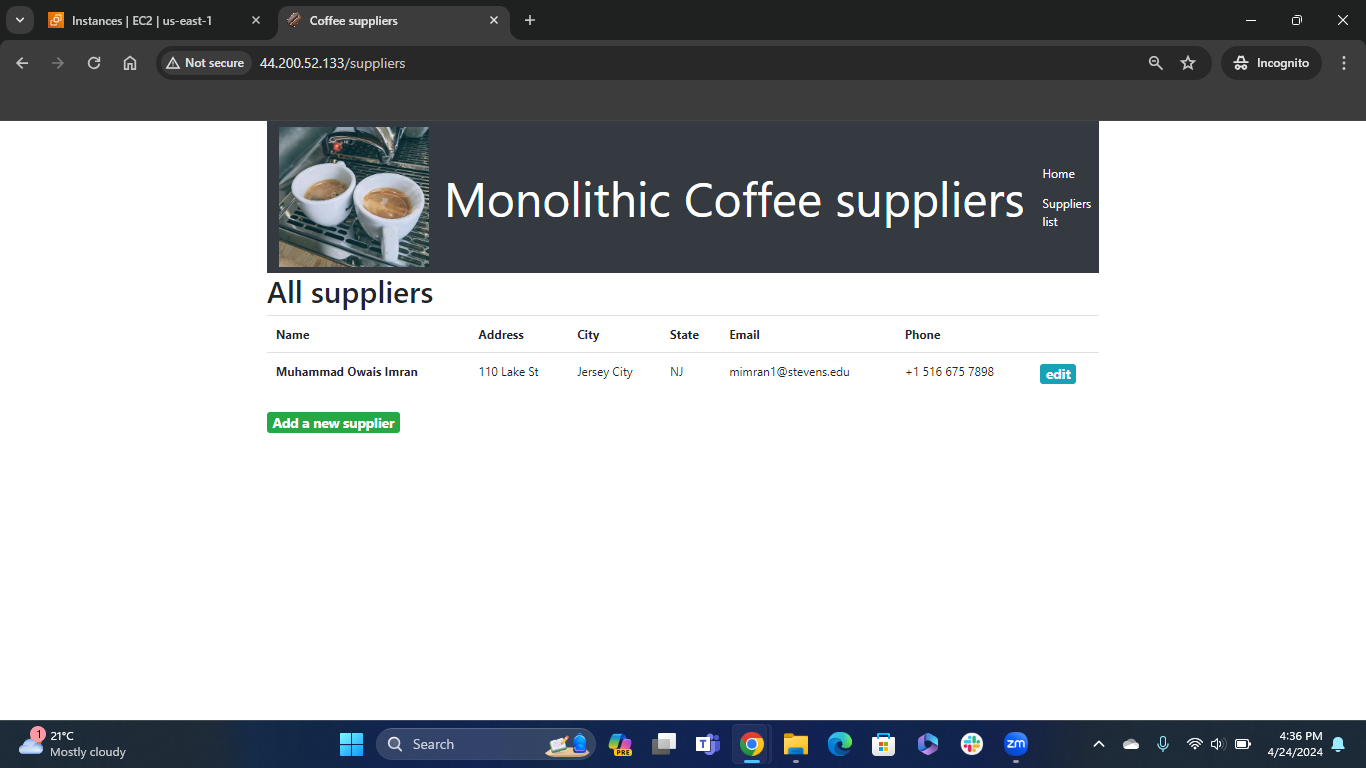 Instances | EC2 | us-east-1
Coffee suppliers
Not secure
44.200.52.133/suppliers
Incognito
Monolithic Coffee suppliers
Home
Suppliers
list
All suppliers
Name Address City State Email Phone
Muhammad Owais Imran 110 Lake St Jersey City NJ mimran1@stevens.edu +1 516 675 7898 edit
Add a new supplier
1
21°C
Mostly cloudy
Search
PRE
zm
4:36 PM
4/24/2024